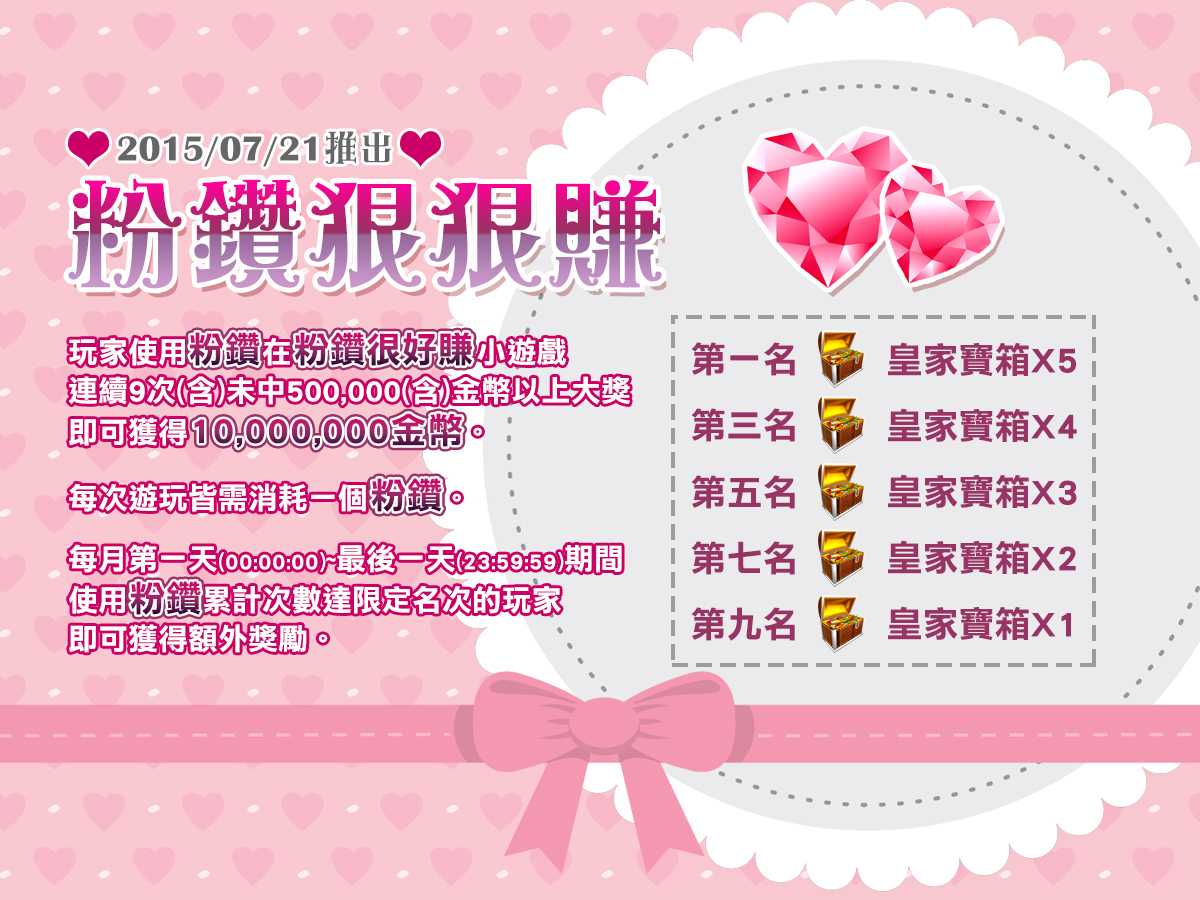 2015/07/21推出
粉鑽狠狠賺
玩家使用粉鑽在粉鑽很好賺小遊戲
連續9次(含)未中500,000(含)金幣以上大獎
即可獲得10,000,000金幣。
每次遊玩皆需消耗一個粉鑽。
每月第一天(00:00:00)~最後一天(23:59:59)期間
使用粉鑽累計次數達限定名次的玩家
即可獲得額外獎勵。
第一名 皇家寶箱X5
第三名 皇家寶箱X4
第五名 皇家寶箱X3
第七名 皇家寶箱X2
第九名 皇家寶箱X1